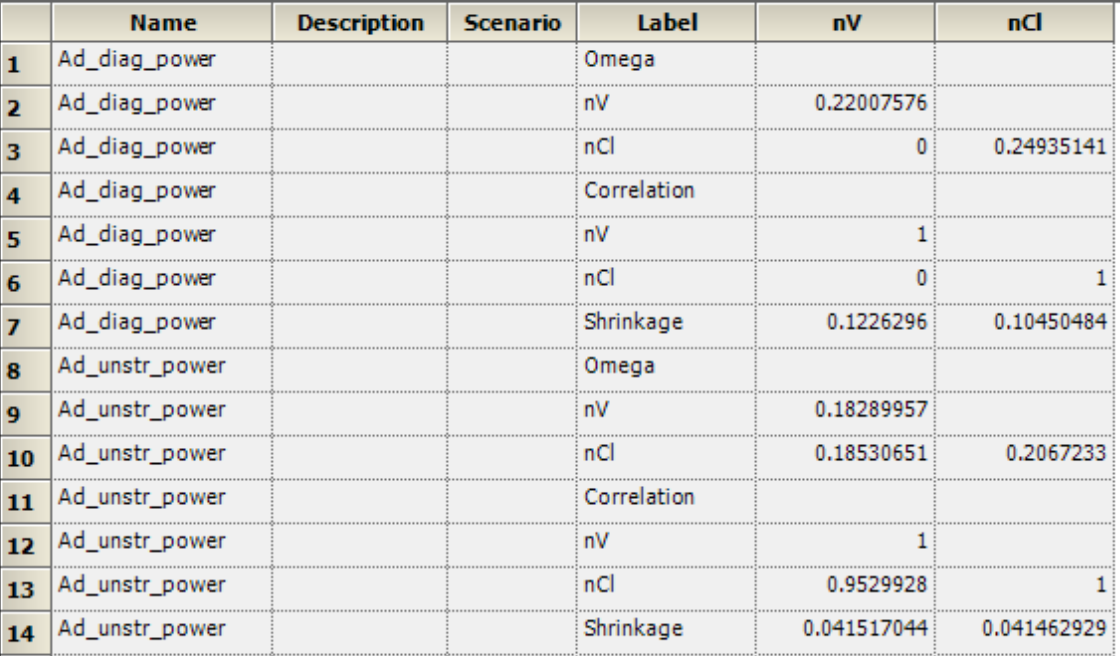 Name Description Scenario Label nV nCl
1 Ad_diag_power Omega
2 Ad_diag_power nV 0.22007576
3 Ad_diag_power nCl 0 0.24935141
4 Ad_diag_power Correlation
5 Ad_diag_power nV 1
6 Ad_diag_power nCl 0 1
7 Ad_diag_power Shrinkage 0.1226296 0.10450484
8 Ad_unstr_power Omega
9 Ad_unstr_power nV 0.18289957
10 Ad_unstr_power nCl 0.18530651 0.2067233
11 Ad_unstr_power Correlation
12 Ad_unstr_power nV 1
13 Ad_unstr_power nCl 0.9529928 1
14 Ad_unstr_power Shrinkage 0.041517044 0.041462929